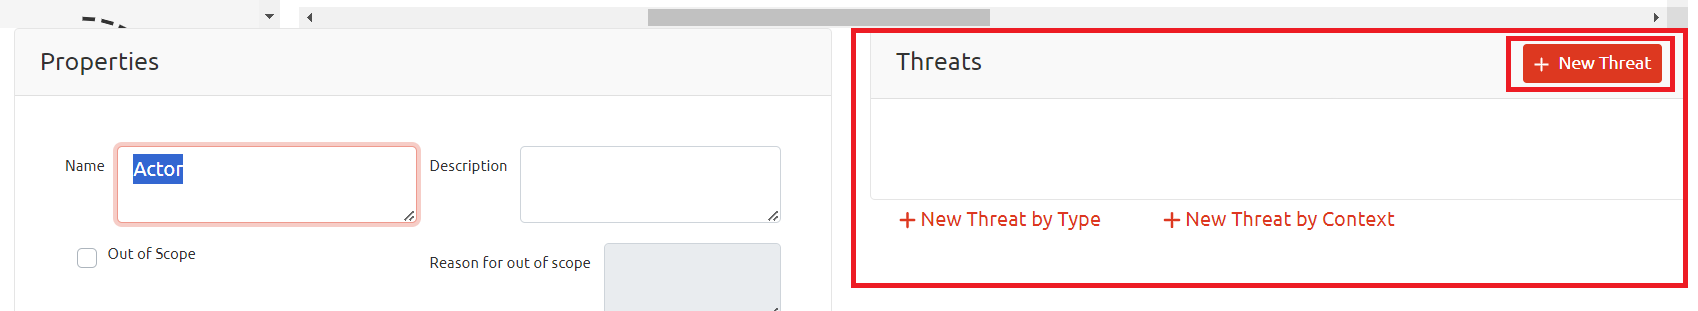 Properties
Threats
+ New Threat
Name
Actor
Description
+ New Threat by Type
+ New Threat by Context
Out of Scope
Reason for out of scope